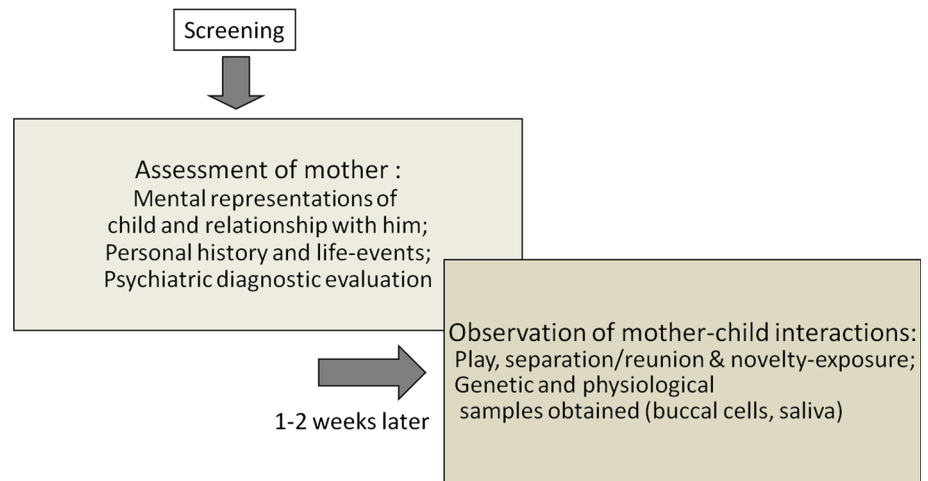 Screening
Assessment of mother :
Mental representations of
child and relationship with him;
Personal history and life-events;
Psychiatric diagnostic evaluation
Observation of mother-child interactions:
Play, separation/reunion & novelty-exposure;
Genetic and physiological
samples obtained (buccal cells, saliva)
1-2 weeks later